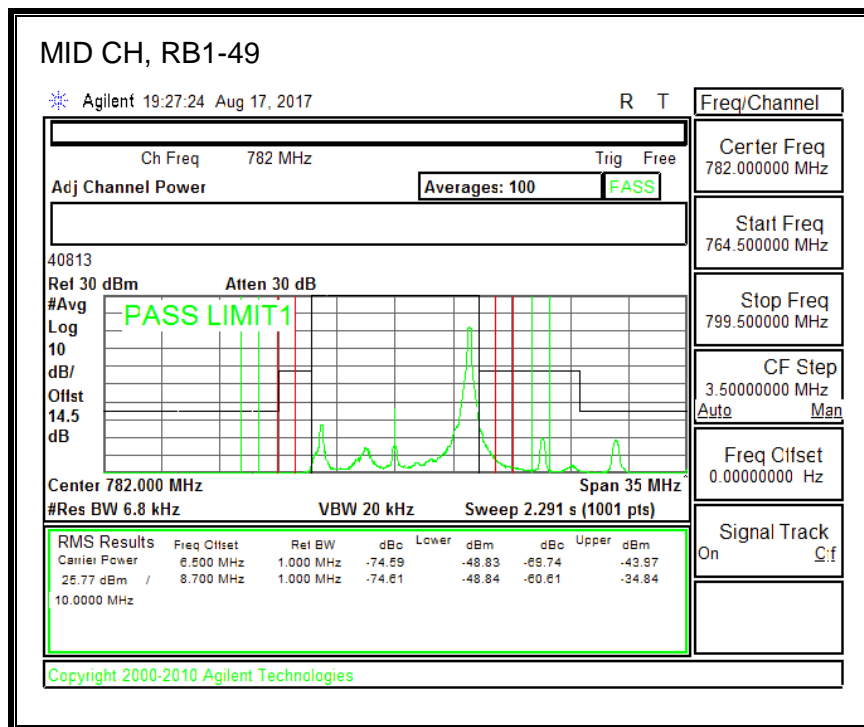 MID CH, RB1-49
Agilent 19:27:24 Aug 17, 2017 R T
Freq/Channel
Ch Freq 782 MHz Trig Free
Adj Channel Power Averages: 100 PASS
Center Freq
782.000000 MHz
Start Freq
764.500000 MHz
Stop Freq
799.500000 MHz
CF Step
3.50000000 MHz
Auto Man
Freq Offset
0.00000000 Hz
Signal Track
On Off
40813
Ref 30 dBm Atten 30 dB
#Avg
Log
10
dB/
Offst
14.5
dB
PASS LIMIT1
Center 782.000 MHz Span 35 MHz
#Res BW 6.8 kHz VBW 20 kHz Sweep 2.291 s (1001 pts)
RMS Results Freq Offset Ref BW dBc Lower dBm dBc Upper dBm
Carrier Power 6.500 MHz 1.000 MHz -74.59 -48.83 -69.74 -43.97
25.77 dBm / 8.700 MHz 1.000 MHz -74.61 -48.84 -60.61 -34.84
10.0000 MHz
Copyright 2000-2010 Agilent Technologies